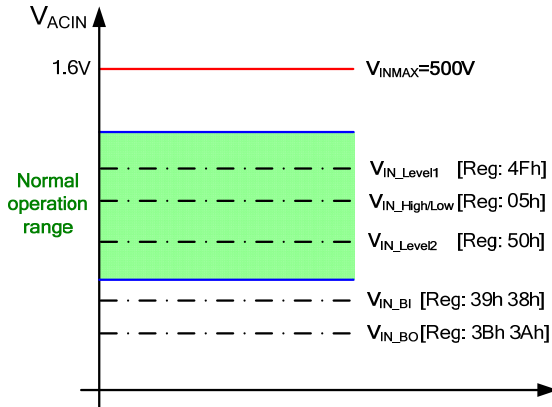 VACIN
1.6V
VINMAX=500V
Normal
operation
range
VIN_Level1 [Reg: 4Fh]
VIN_High/Low [Reg: 05h]
VIN_Level2 [Reg: 50h]
VIN_BI [Reg: 39h 38h]
VIN_BO [Reg: 3Bh 3Ah]